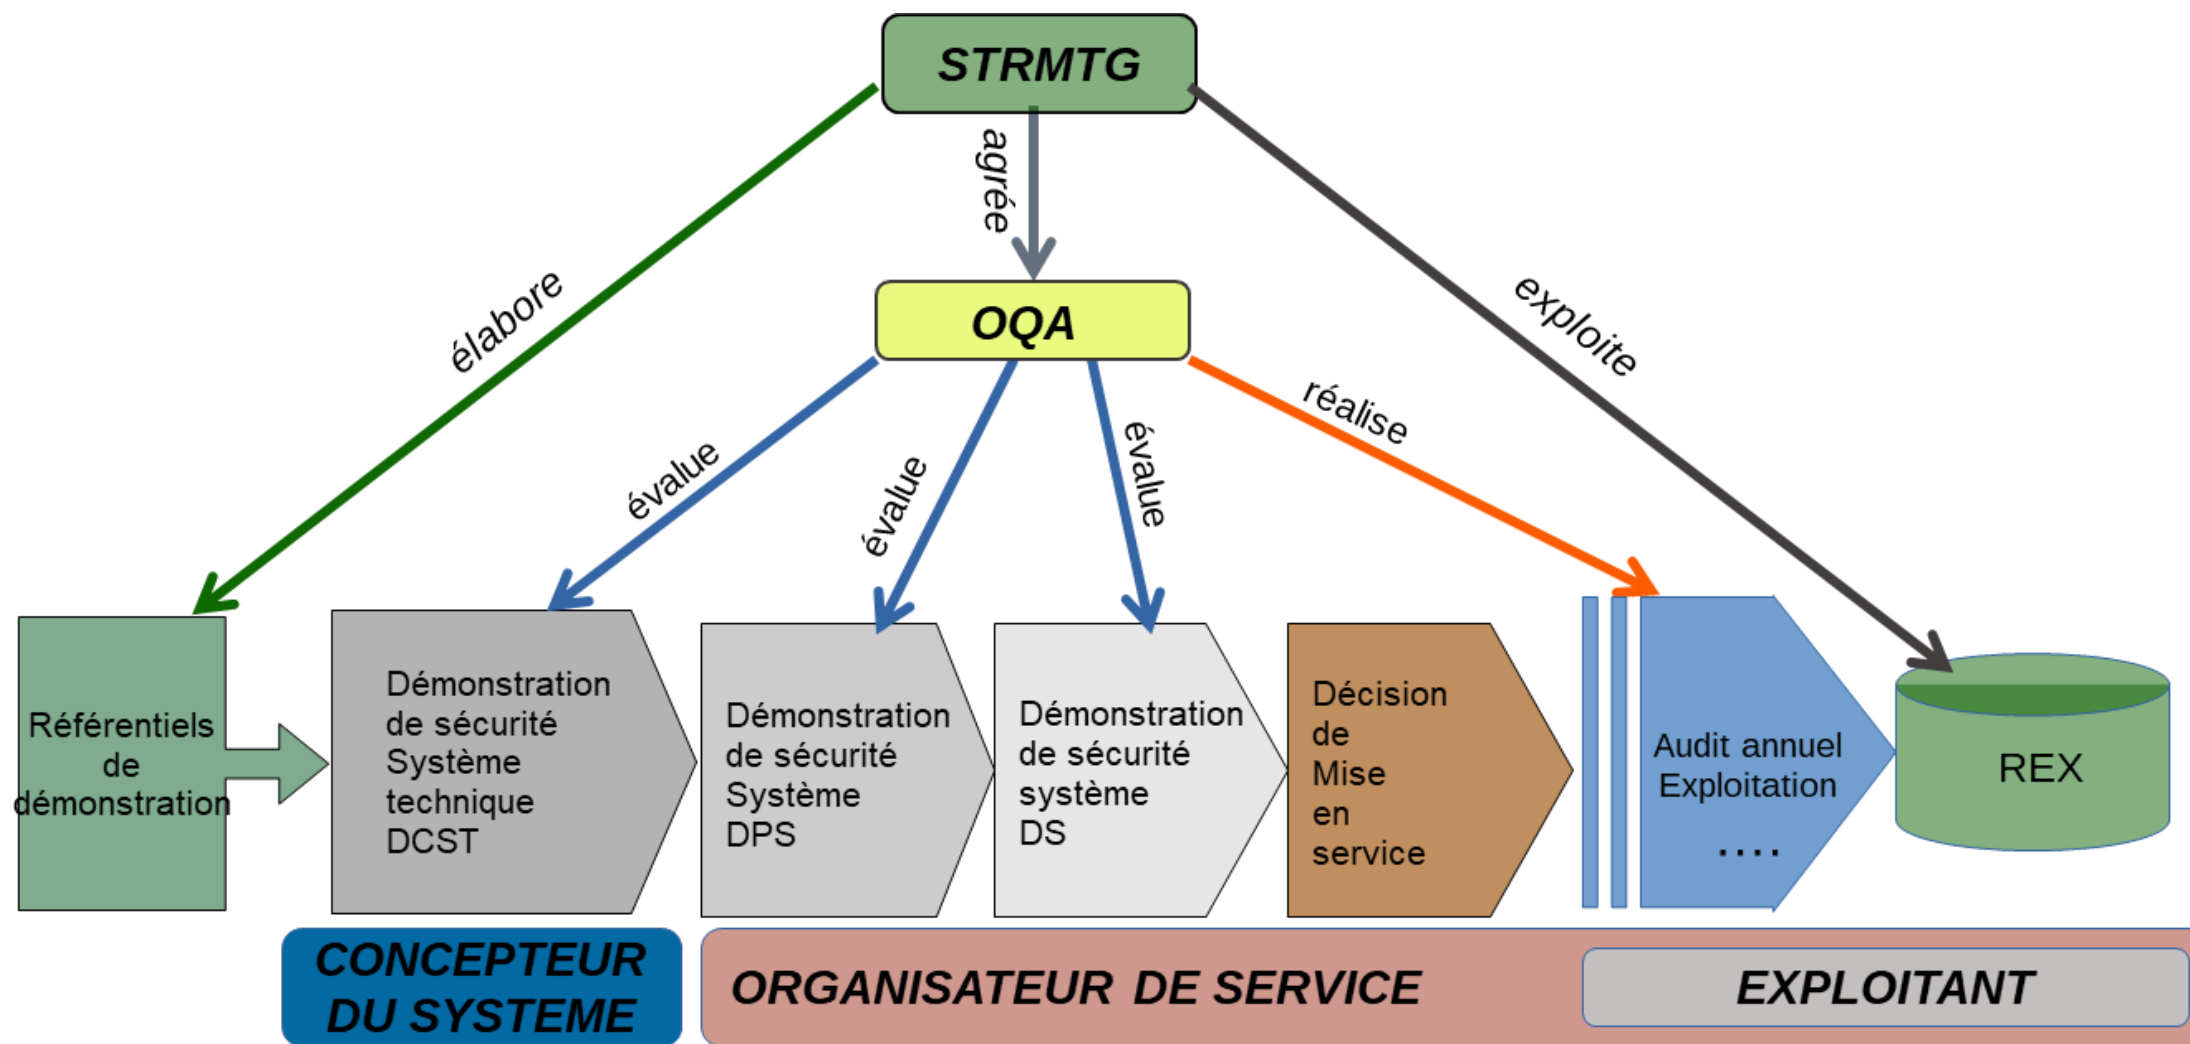 STRMTG
agrée
élabore
exploite
OQA
réalise
évalue
évalue
évalue
Référentiels
de
démonstration
Démonstration
de sécurité
Système
technique
DCST
Démonstration
de sécurité
Système
DPS
Démonstration
de sécurité
système
DS
Décision
de
Mise
en
service
Audit annuel
Exploitation
....
REX
CONCEPTEUR
DU SYSTEME
ORGANISATEUR DE SERVICE
EXPLOITANT